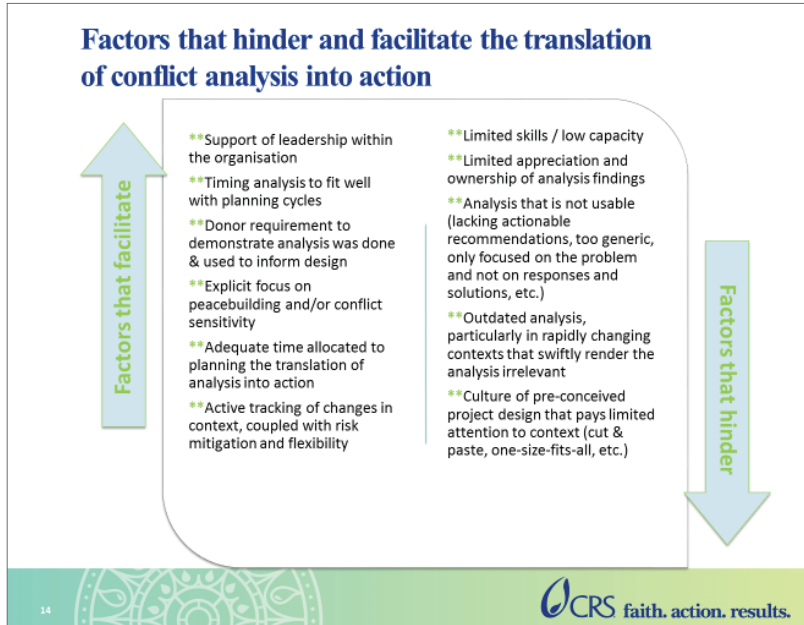 Factors that hinder and facilitate the translation
of conflict analysis into action
Factors that facilitate
**Support of leadership within
the organisation
**Timing analysis to fit well
with planning cycles
**Donor requirement to
demonstrate analysis was done
& used to inform design
**Explicit focus on
peacebuilding and/or conflict
sensitivity
**Adequate time allocated to
planning the translation of
analysis into action
**Active tracking of changes in
context, coupled with risk
mitigation and flexibility
**Limited skills / low capacity
**Limited appreciation and
ownership of analysis findings
**Analysis that is not usable
(lacking actionable
recommendations, too generic,
only focused on the problem
and not on responses and
solutions, etc.)
**Outdated analysis,
particularly in rapidly changing
contexts that swiftly render the
analysis irrelevant
**Culture of pre-conceived
project design that pays limited
attention to context (cut &
paste, one-size-fits-all, etc.)
Factors that hinder
14
CRS faith. action. results.